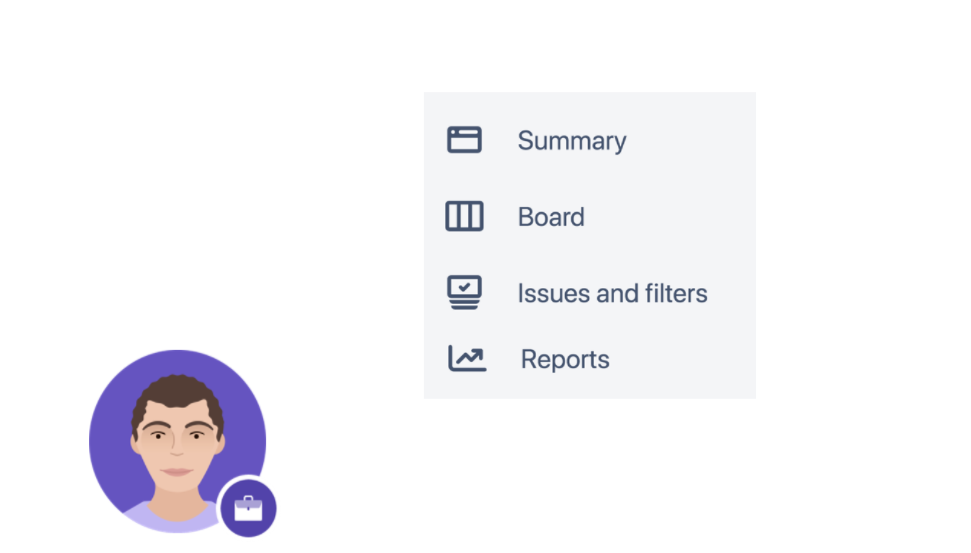 Summary
Board
Issues and filters
Reports